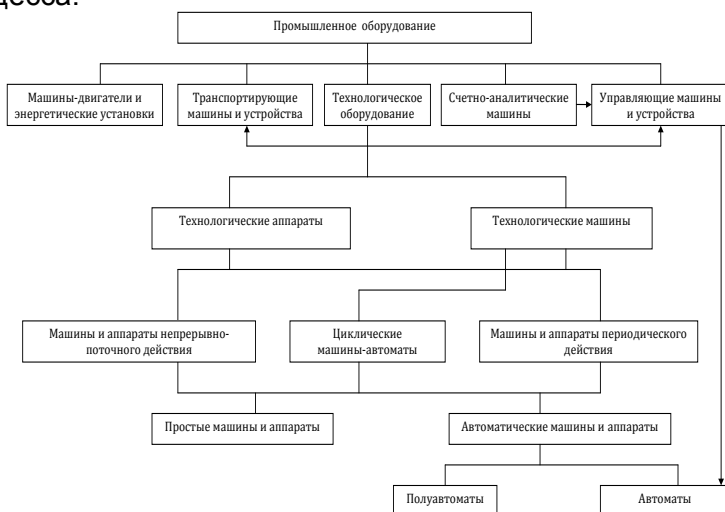 Промышленное оборудование
Машины-двигатели и
энергетические установки
Транспортирующие
машины и устройства
Технологическое
оборудование
Счетно-аналитические
машины
Управляющие машины
и устройства
Технологические аппараты
Технологические машины
Машины и аппараты непрерывно-
поточного действия
Циклические
машины-автоматы
Машины и аппараты периодического
действия
Простые машины и аппараты
Автоматические машины и аппараты
Полуавтоматы
Автоматы